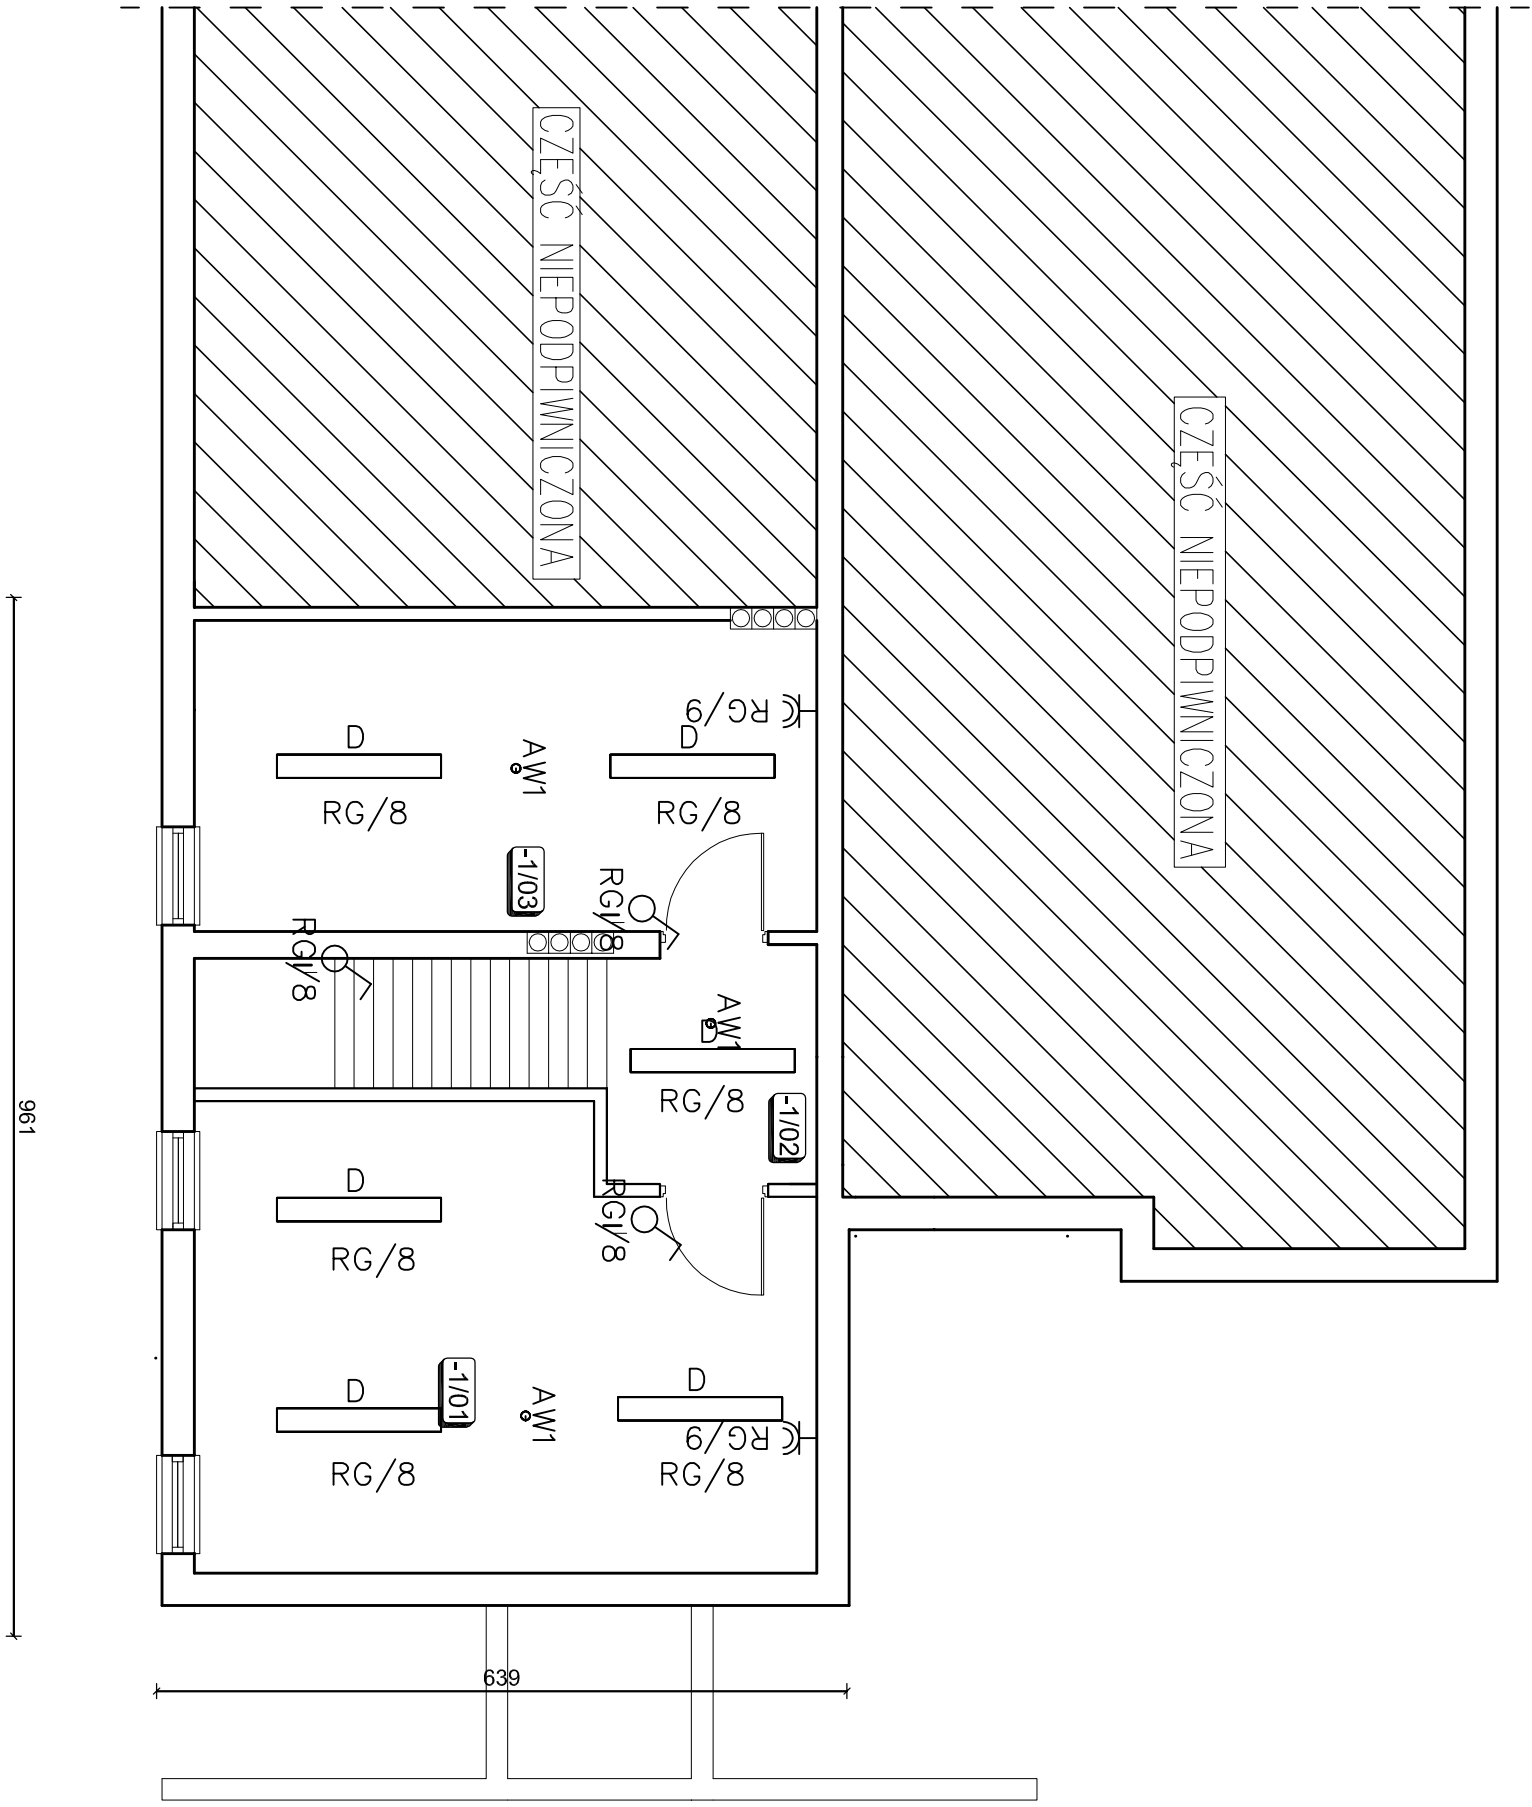 CZĘŚĆ NIEPODPIWNICZONA
CZĘŚĆ NIEPODPIWNICZONA
RG/9
D
AW1
D
RG/8
RG/8
-1/03
RG/8
RG/8
AW1
D
RG/8
-1/02
961
D
RG/8
RG/8
D
-1/01
AW1
D
RG/9
RG/8
RG/8
639